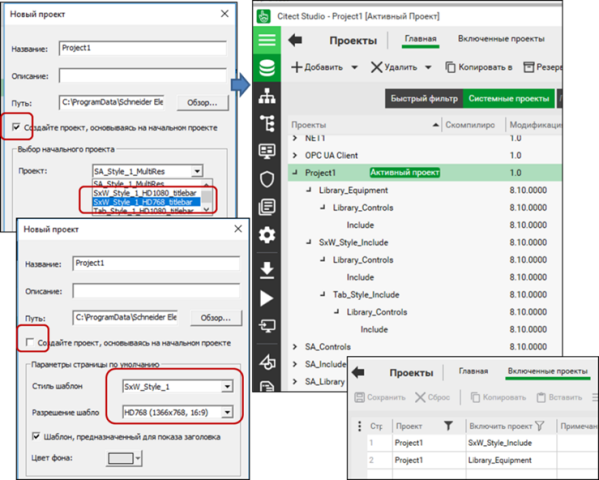 Новый проект
Название:
Project1
Описание:
Путь:
C:\ProgramData\Schneider Ele
Обзор...
Создайте проект, основываясь на начальном проекте
Выбор начального проекта
Проект:
SA_Style_1_MultiRes
SA_Style_1_MultiRes
SxW_Style_1_HD1080_titlebar
SxW_Style_1_HD768_titlebar
Tab_Style_1_HD1080_titlebar
Новый проект
Название:
Project1
Описание:
Путь:
C:\ProgramData\Schneider Ele
Обзор...
Создайте проект, основываясь на начальном проекте
Параметры страницы по умолчанию
Стиль шаблон
SxW_Style_1
Разрешение шабло
HD768 (1366x768, 16:9)
Шаблон, предназначенный для показа заголовка
Цвет фона:
Citect Studio - Project1 [Активный Проект]
Проекты
Главная
Включенные проекты
Добавить
Удалить
Копировать в
Резерв
Быстрый фильтр
Системные проекты
Проекты
Скомпилиро
Модификаци
NET1
1.0
OPC UA Client
1.0
Project1
Активный проект
1.0
Library_Equipment
8.10.0000
Library_Controls
8.10.0000
Include
8.10.0000
SxW_Style_Include
8.10.0000
Library_Controls
8.10.0000
Include
8.10.0000
Tab_Style_Include
8.10.0000
Library_Controls
8.10.0000
Include
8.10.0000
SA_Controls
SA_Include
SA_Library
Проекты
Главная
Включенные проекты
Сохранить
Сброс
Копировать
Вставить
Стр
Проект
Включить проект
Примечан
1
Project1
SxW_Style_Include
2
Project1
Library_Equipment